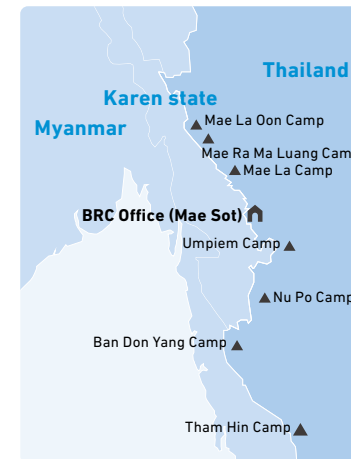 Thailand
Karen state
Myanmar
Mae La Oon Camp
Mae Ra Ma Luang Cam
Mae La Camp
BRC Office (Mae Sot)
Umpiem Camp
Nu Po Camp
Ban Don Yang Camp
Tham Hin Camp